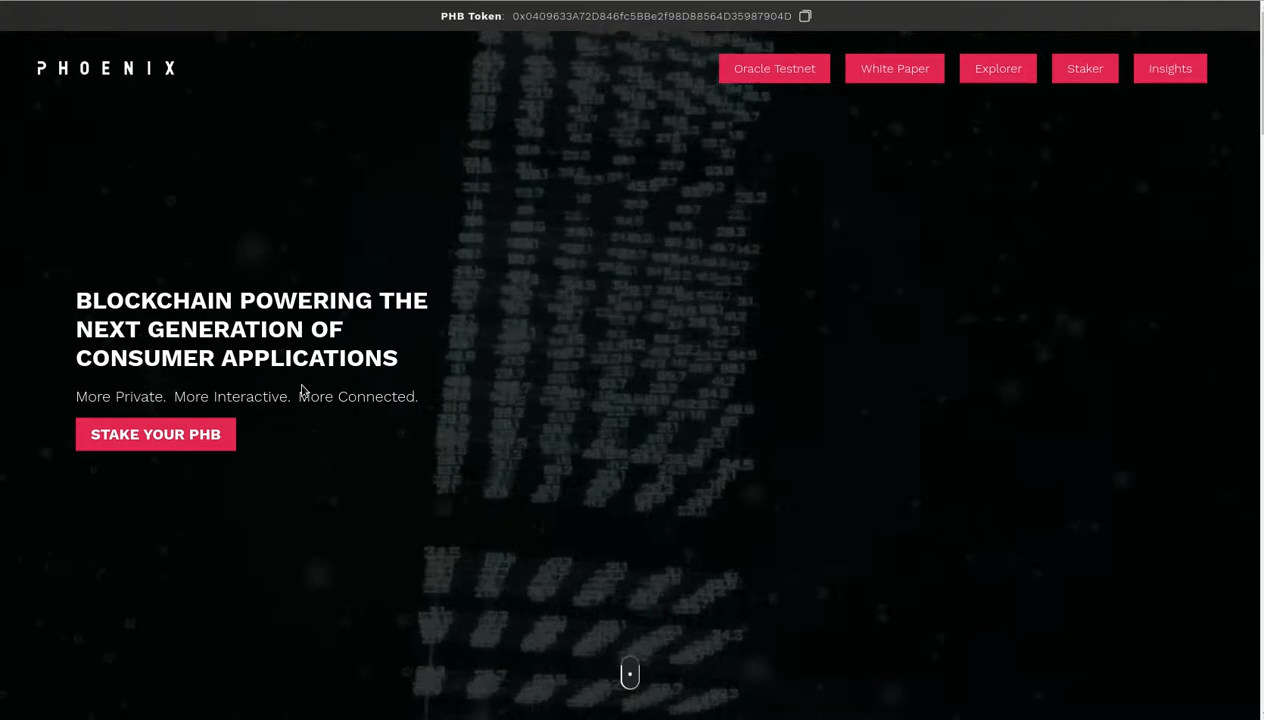 PHB Token: 0x0409633A72D846fc5BBe2f98D88564D35987904D
PHOENIX
Oracle Testnet
White Paper
Explorer
Staker
Insights
BLOCKCHAIN POWERING THE
NEXT GENERATION OF
CONSUMER APPLICATIONS
More Private. More Interactive. More Connected.
STAKE YOUR PHB